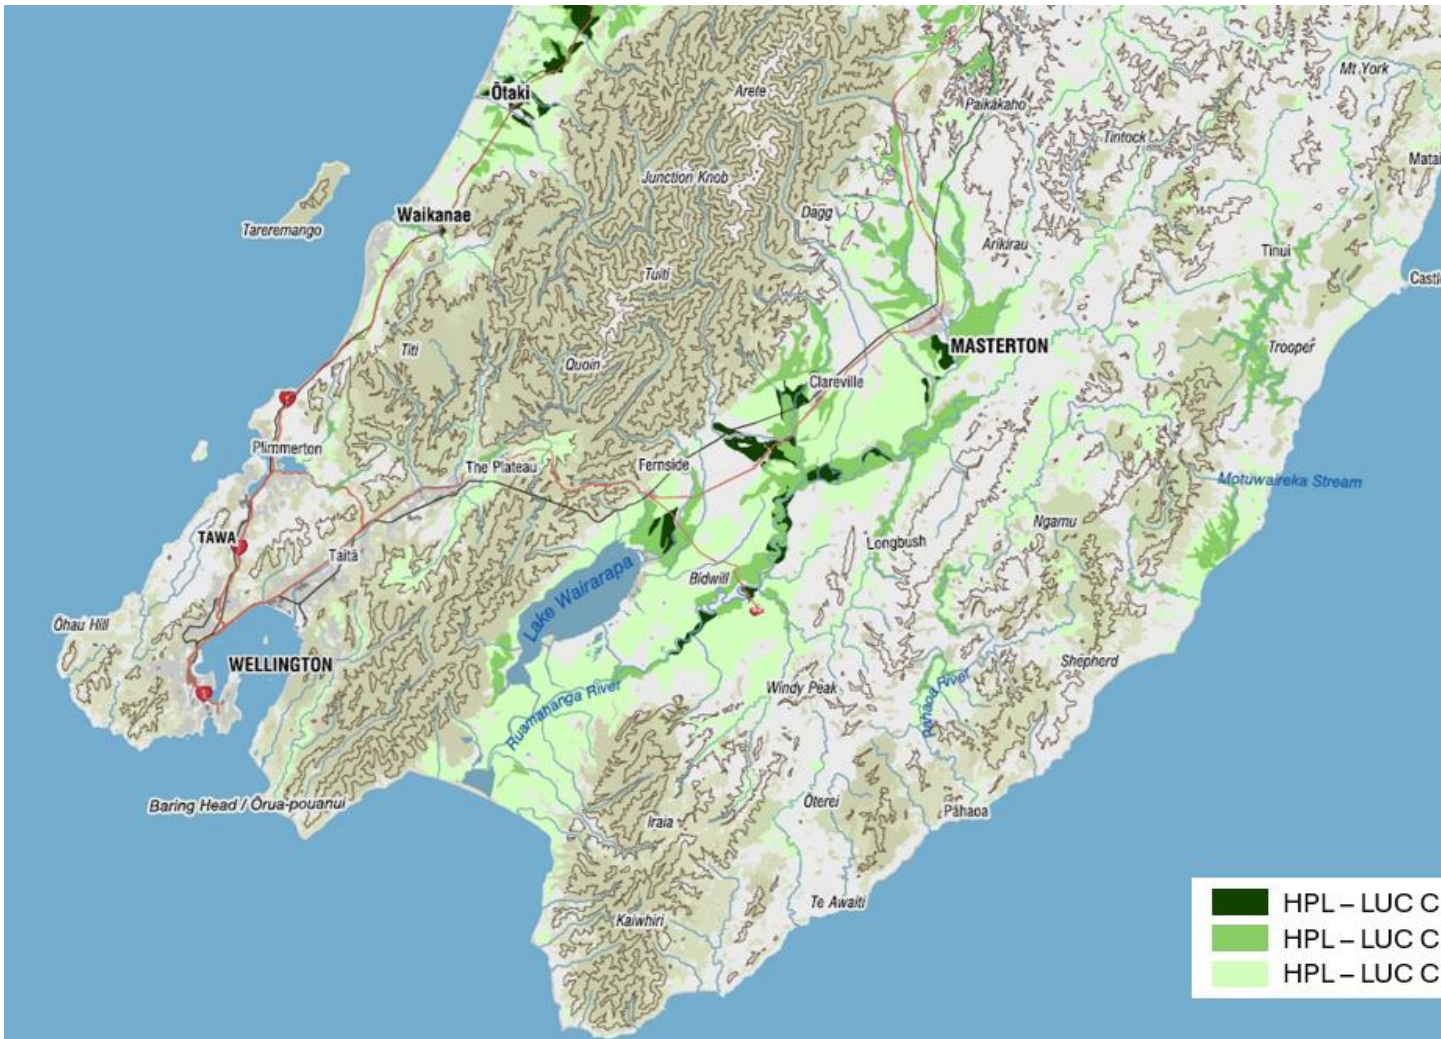 Mt York
Arete
Ōtaki
Paikakaho
Tintock
Matai
Junction Knob
Waikanae
Dagg
Tareremango
Arikirau
Tinui
Tuiti
Casti
Titi
MASTERTON
Trooper
Quoin
Clareville
Plimmerton
The Plateau
Fernside
Motuwaireka Stream
Ngamu
TAWA
Taitā
Longbush
Bidwill
Lake Wairarapa
Ōhau Hill
WELLINGTON
Shepherd
Windy Peak
Pahaoa River
Ruamahanga River
Baring Head / Ōrua-pouanui
Ōterei
Pāhaoa
Iraia
Te Awaiti
Kaiwhiri
HPL – LUC C
HPL – LUC C
HPL – LUC C